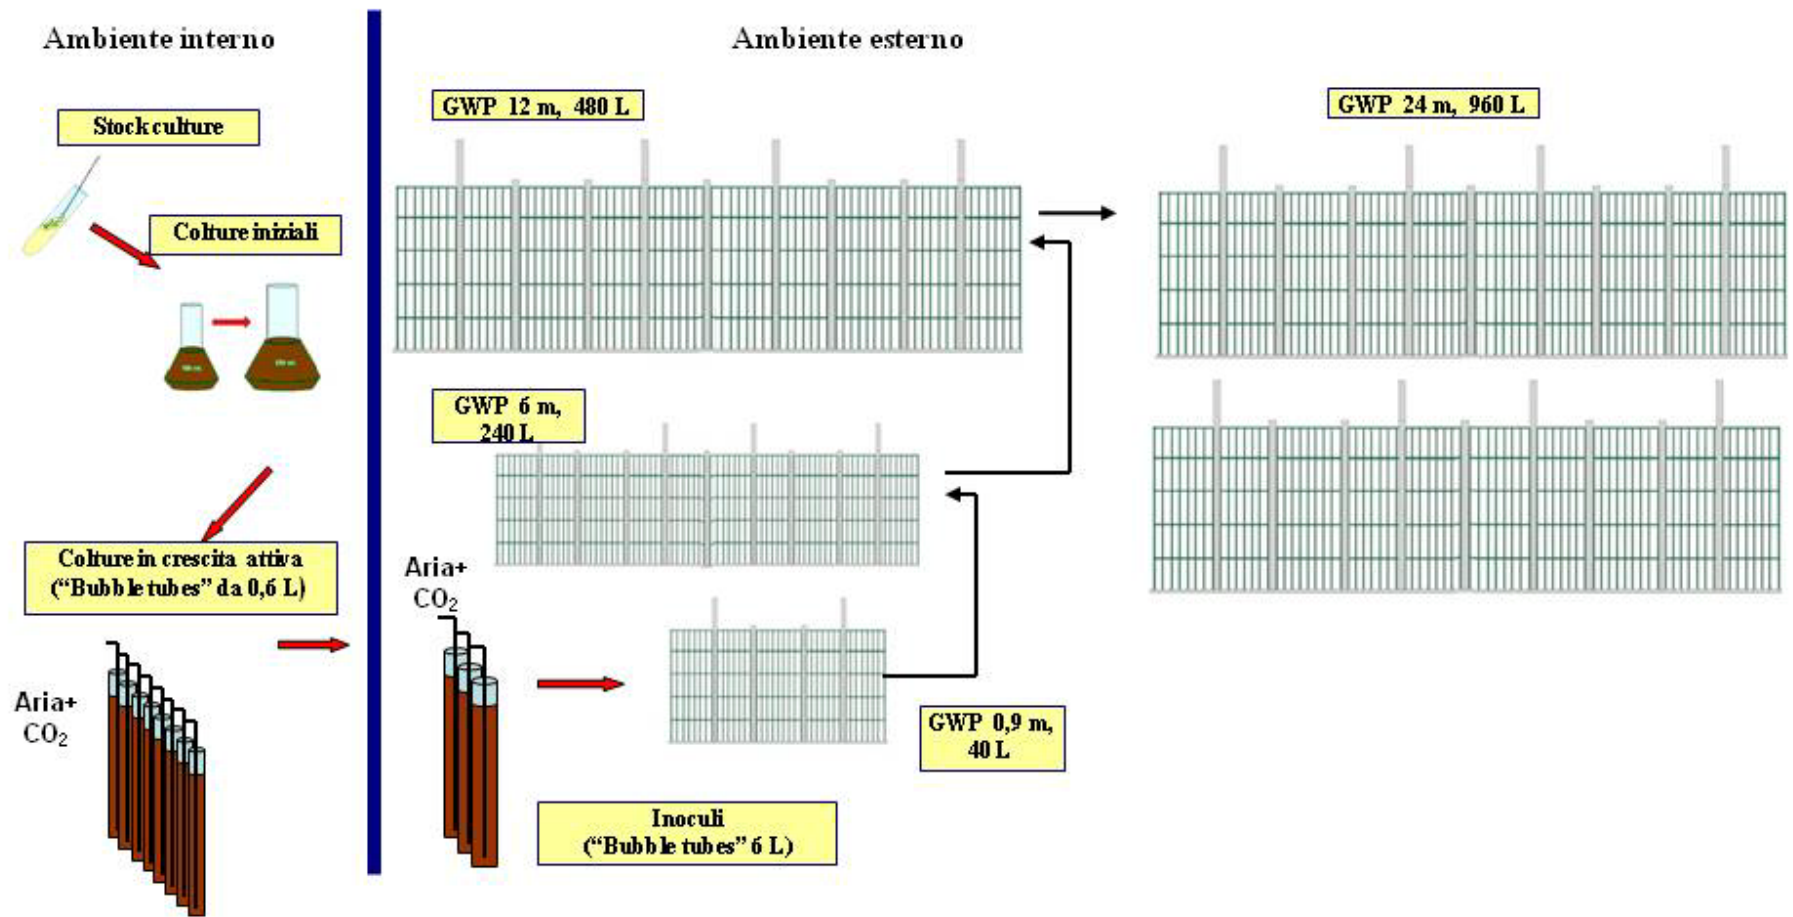 Ambiente interno
Stock culture
Colture iniziali
Colture in crescita attiva
(“Bubble tubes” da 0,6 L)
Aria+
CO₂
Ambiente esterno
GWP 12 m, 480 L
GWP 24 m, 960 L
GWP 6 m,
240 L
Aria+
CO₂
GWP 0,9 m,
40 L
Inoculi
(“Bubble tubes” 6 L)